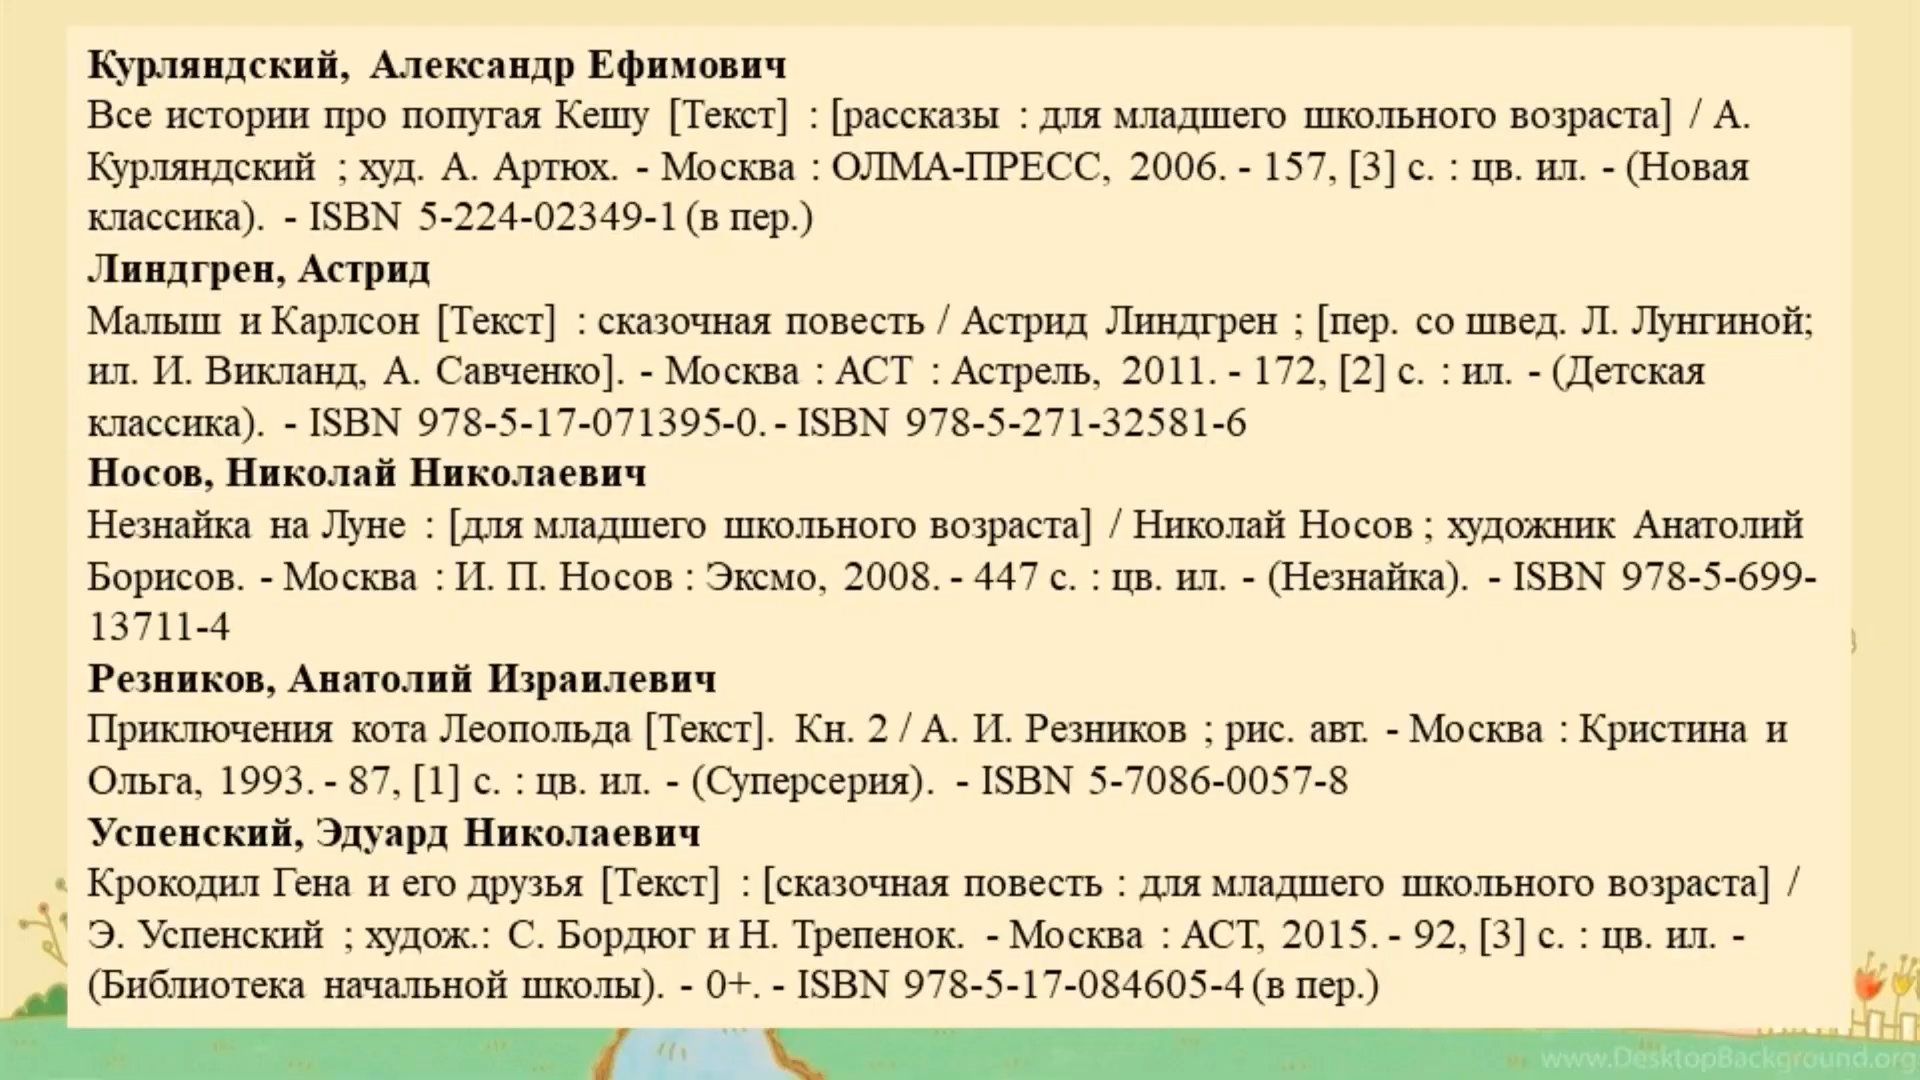 Курляндский, Александр Ефимович
Все истории про попугая Кешу [Текст] : [рассказы : для младшего школьного возраста] / А.
Курляндский ; худ. А. Артюх. - Москва : ОЛМА-ПРЕСС, 2006. - 157, [3] с. : цв. ил. - (Новая
классика). - ISBN 5-224-02349-1 (в пер.)
Линдгрен, Астрид
Малыш и Карлсон [Текст] : сказочная повесть / Астрид Линдгрен ; [пер. со швед. Л. Лунгиной;
ил. И. Викланд, А. Савченко]. - Москва : АСТ : Астрель, 2011. - 172, [2] с. : ил. - (Детская
классика). - ISBN 978-5-17-071395-0. - ISBN 978-5-271-32581-6
Носов, Николай Николаевич
Незнайка на Луне : [для младшего школьного возраста] / Николай Носов ; художник Анатолий
Борисов. - Москва : И. П. Носов : Эксмо, 2008. - 447 с. : цв. ил. - (Незнайка). - ISBN 978-5-699-
13711-4
Резников, Анатолий Израилевич
Приключения кота Леопольда [Текст]. Кн. 2 / А. И. Резников ; рис. авт. - Москва : Кристина и
Ольга, 1993. - 87, [1] с. : цв. ил. - (Суперсерия). - ISBN 5-7086-0057-8
Успенский, Эдуард Николаевич
Крокодил Гена и его друзья [Текст] : [сказочная повесть : для младшего школьного возраста] /
Э. Успенский ; худож.: С. Бордюг и Н. Трепенок. - Москва : АСТ, 2015. - 92, [3] с. : цв. ил. -
(Библиотека начальной школы). - 0+. - ISBN 978-5-17-084605-4 (в пер.)
www.DesktopBackground.org